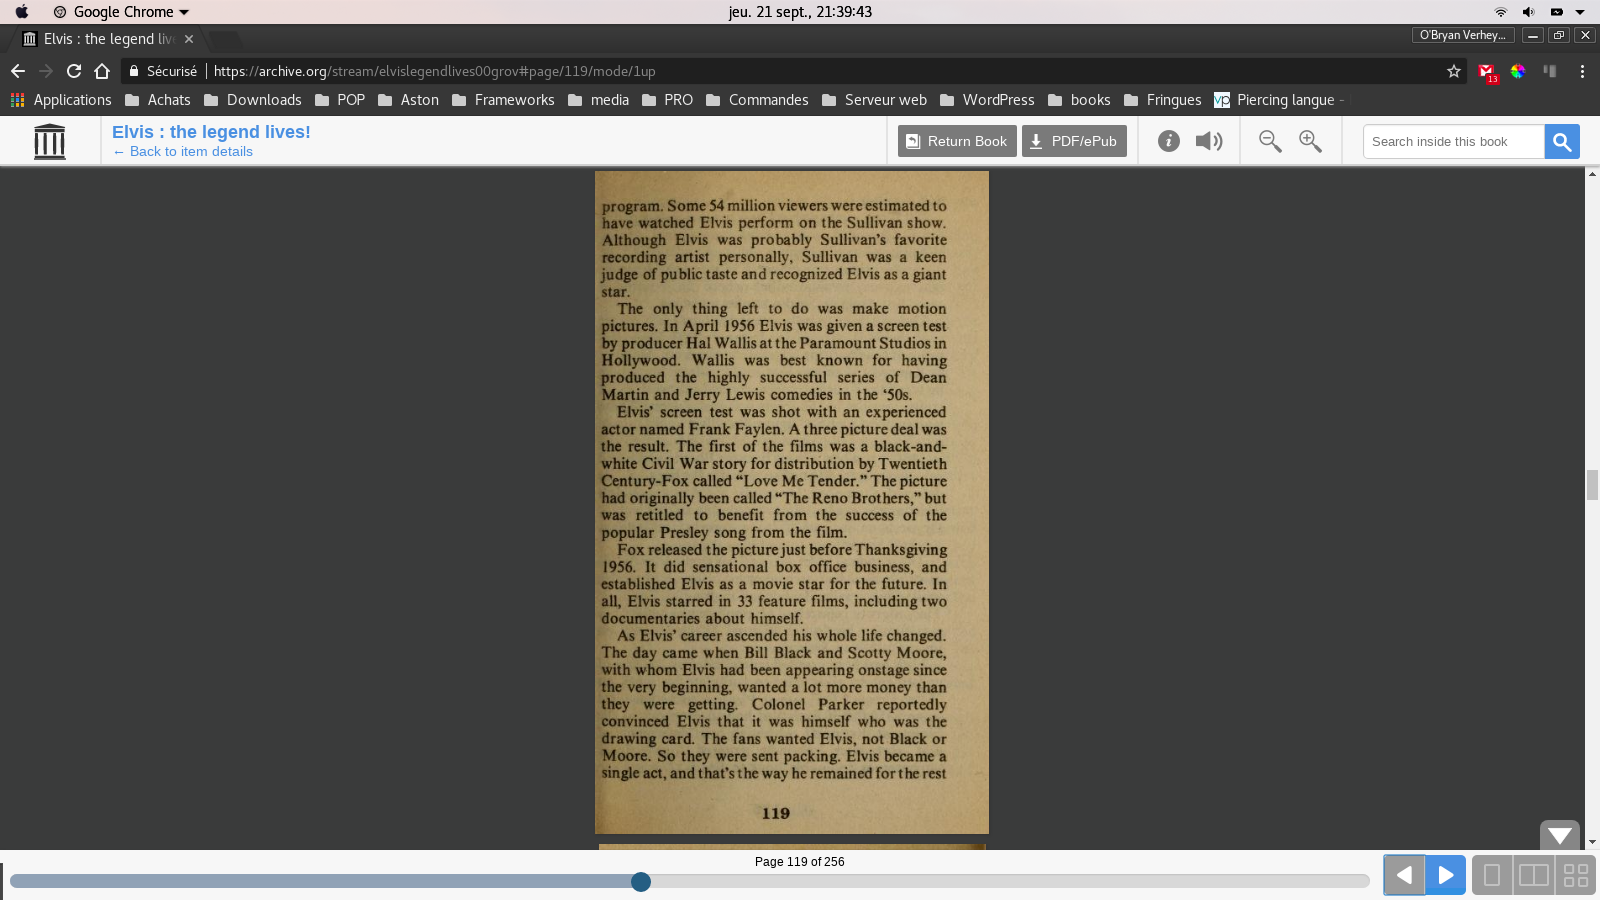 Google Chrome
jeu. 21 sept., 21:39:43
Elvis : the legend live
O'Bryan Verhey...
Sécurisé
https://archive.org/stream/elvislegendlives00grov#page/119/mode/1up
13
Applications Achats Downloads POP Aston Frameworks media PRO Commandes Serveur web WordPress books Fringues vp Piercing langue -
Elvis : the legend lives!
← Back to item details
Return Book
PDF/ePub
Search inside this book
program. Some 54 million viewers were estimated to
have watched Elvis perform on the Sullivan show.
Although Elvis was probably Sullivan's favorite
recording artist personally, Sullivan was a keen
judge of public taste and recognized Elvis as a giant
star.
The only thing left to do was make motion
pictures. In April 1956 Elvis was given a screen test
by producer Hal Wallis at the Paramount Studios in
Hollywood. Wallis was best known for having
produced the highly successful series of Dean
Martin and Jerry Lewis comedies in the '50s.
Elvis' screen test was shot with an experienced
actor named Frank Faylen. A three picture deal was
the result. The first of the films was a black-and-
white Civil War story for distribution by Twentieth
Century-Fox called “Love Me Tender.” The picture
had originally been called “The Reno Brothers,” but
was retitled to benefit from the success of the
popular Presley song from the film.
Fox released the picture just before Thanksgiving
1956. It did sensational box office business, and
established Elvis as a movie star for the future. In
all, Elvis starred in 33 feature films, including two
documentaries about himself.
As Elvis' career ascended his whole life changed.
The day came when Bill Black and Scotty Moore,
with whom Elvis had been appearing onstage since
the very beginning, wanted a lot more money than
they were getting. Colonel Parker reportedly
convinced Elvis that it was himself who was the
drawing card. The fans wanted Elvis, not Black or
Moore. So they were sent packing. Elvis became a
single act, and that's the way he remained for the rest
119
Page 119 of 256